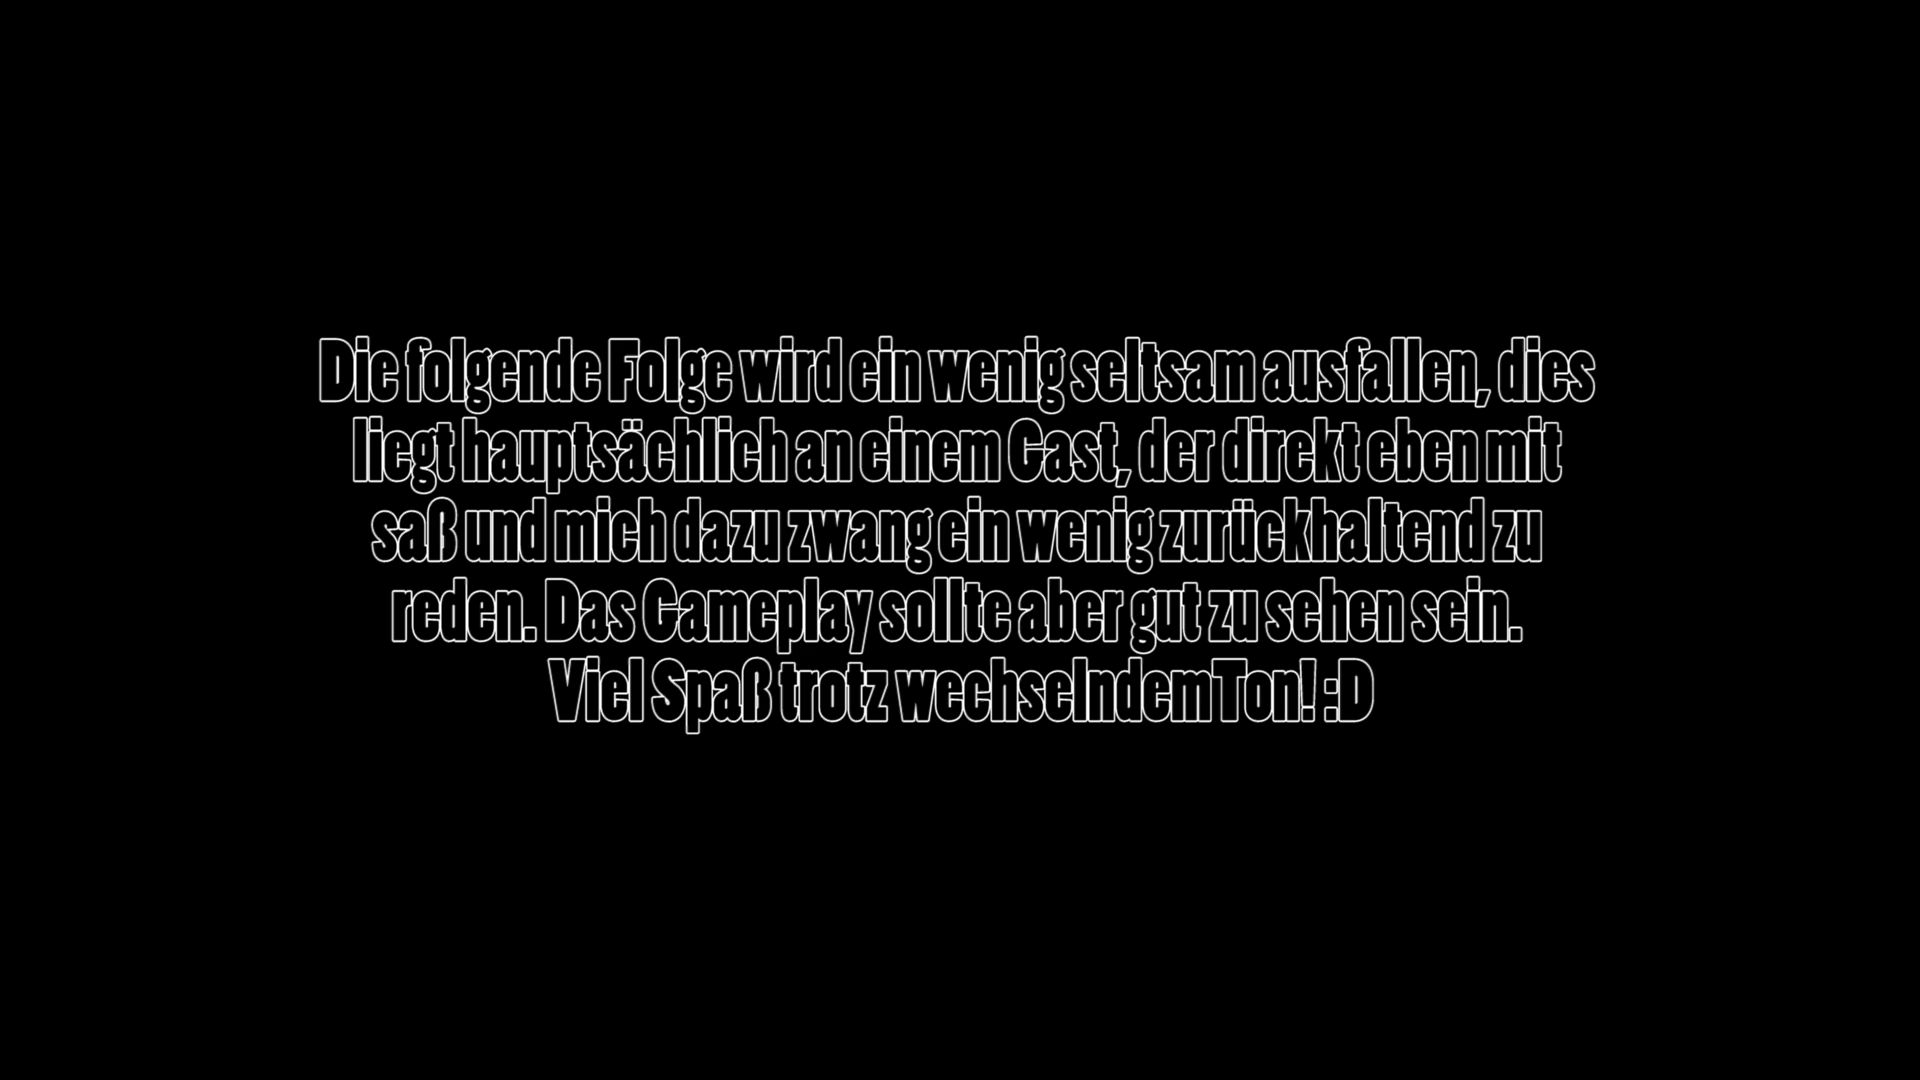 Die folgende Folge wird ein wenig seltsam ausfallen, dies
liegt hauptsächlich an einem Gast, der direkt eben mit
saß und mich dazu zwang ein wenig zurückhaltend zu
reden. Das Gameplay sollte aber gut zu sehen sein.
Viel Spaß trotz wechselndem Ton! :D